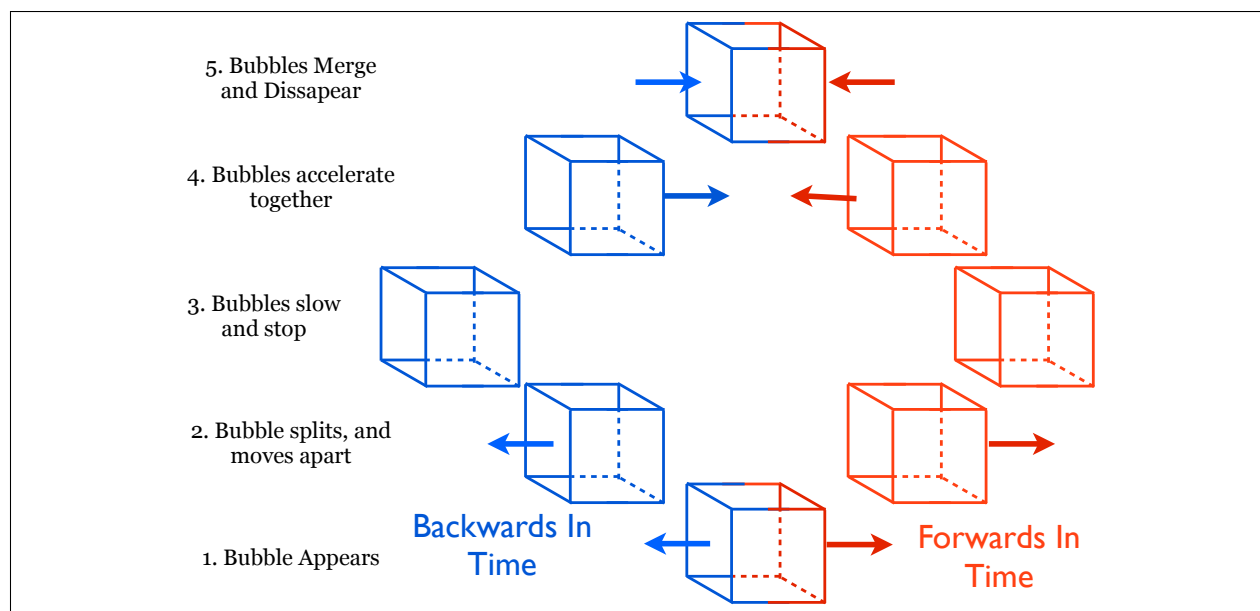 5. Bubbles Merge
and Dissapear
4. Bubbles accelerate
together
3. Bubbles slow
and stop
2. Bubble splits, and
moves apart
Backwards In
Time
Forwards In
Time
1. Bubble Appears